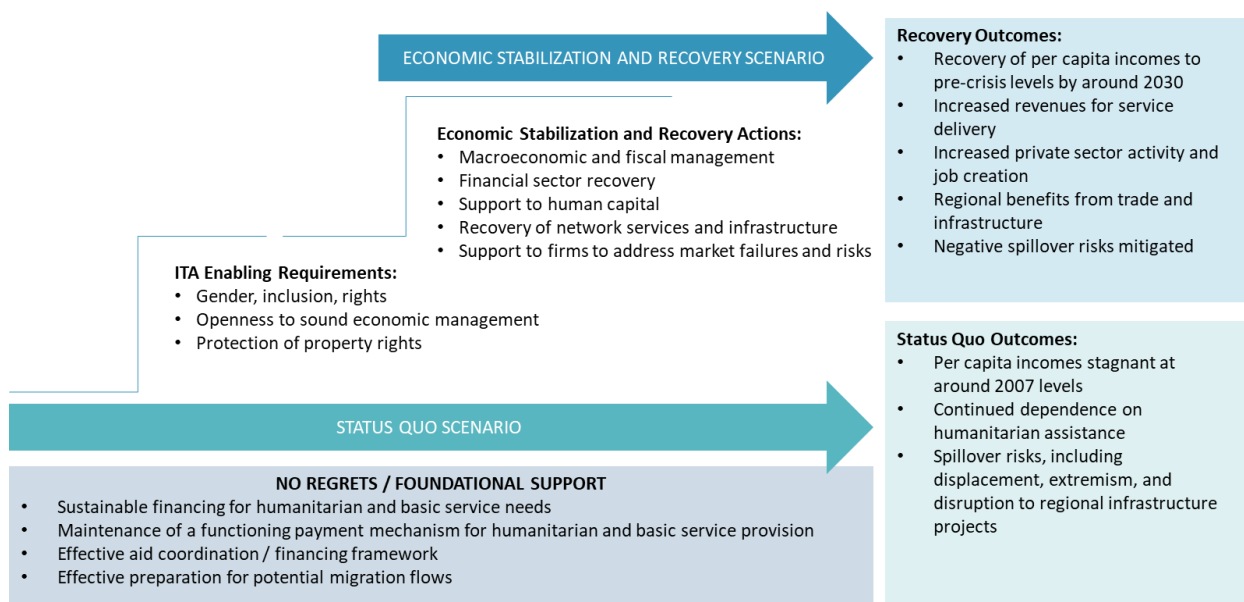 ECONOMIC STABILIZATION AND RECOVERY SCENARIO
Economic Stabilization and Recovery Actions:
• Macroeconomic and fiscal management
• Financial sector recovery
• Support to human capital
• Recovery of network services and infrastructure
• Support to firms to address market failures and risks
ITA Enabling Requirements:
• Gender, inclusion, rights
• Openness to sound economic management
• Protection of property rights
STATUS QUO SCENARIO
NO REGRETS / FOUNDATIONAL SUPPORT
• Sustainable financing for humanitarian and basic service needs
• Maintenance of a functioning payment mechanism for humanitarian and basic service provision
• Effective aid coordination / financing framework
• Effective preparation for potential migration flows
Recovery Outcomes:
• Recovery of per capita incomes to
pre-crisis levels by around 2030
• Increased revenues for service
delivery
• Increased private sector activity and
job creation
• Regional benefits from trade and
infrastructure
• Negative spillover risks mitigated
Status Quo Outcomes:
• Per capita incomes stagnant at
around 2007 levels
• Continued dependence on
humanitarian assistance
• Spillover risks, including
displacement, extremism, and
disruption to regional infrastructure
projects